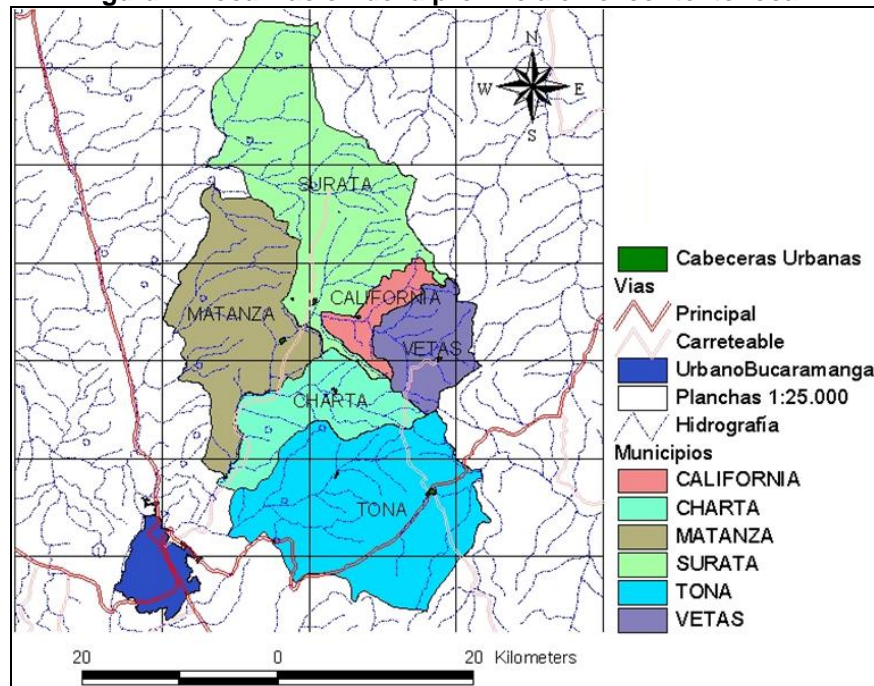 N
W E
S
SURATA
CALIFORNIA
MATANZA
VETAS
CHARTA
TONA
Cabeceras Urbanas
Vias
Principal
Carreteable
UrbanoBucaramanga
Planchas 1:25.000
Hidrografía
Municipios
CALIFORNIA
CHARTA
MATANZA
SURATA
TONA
VETAS
20 0 20 Kilometers